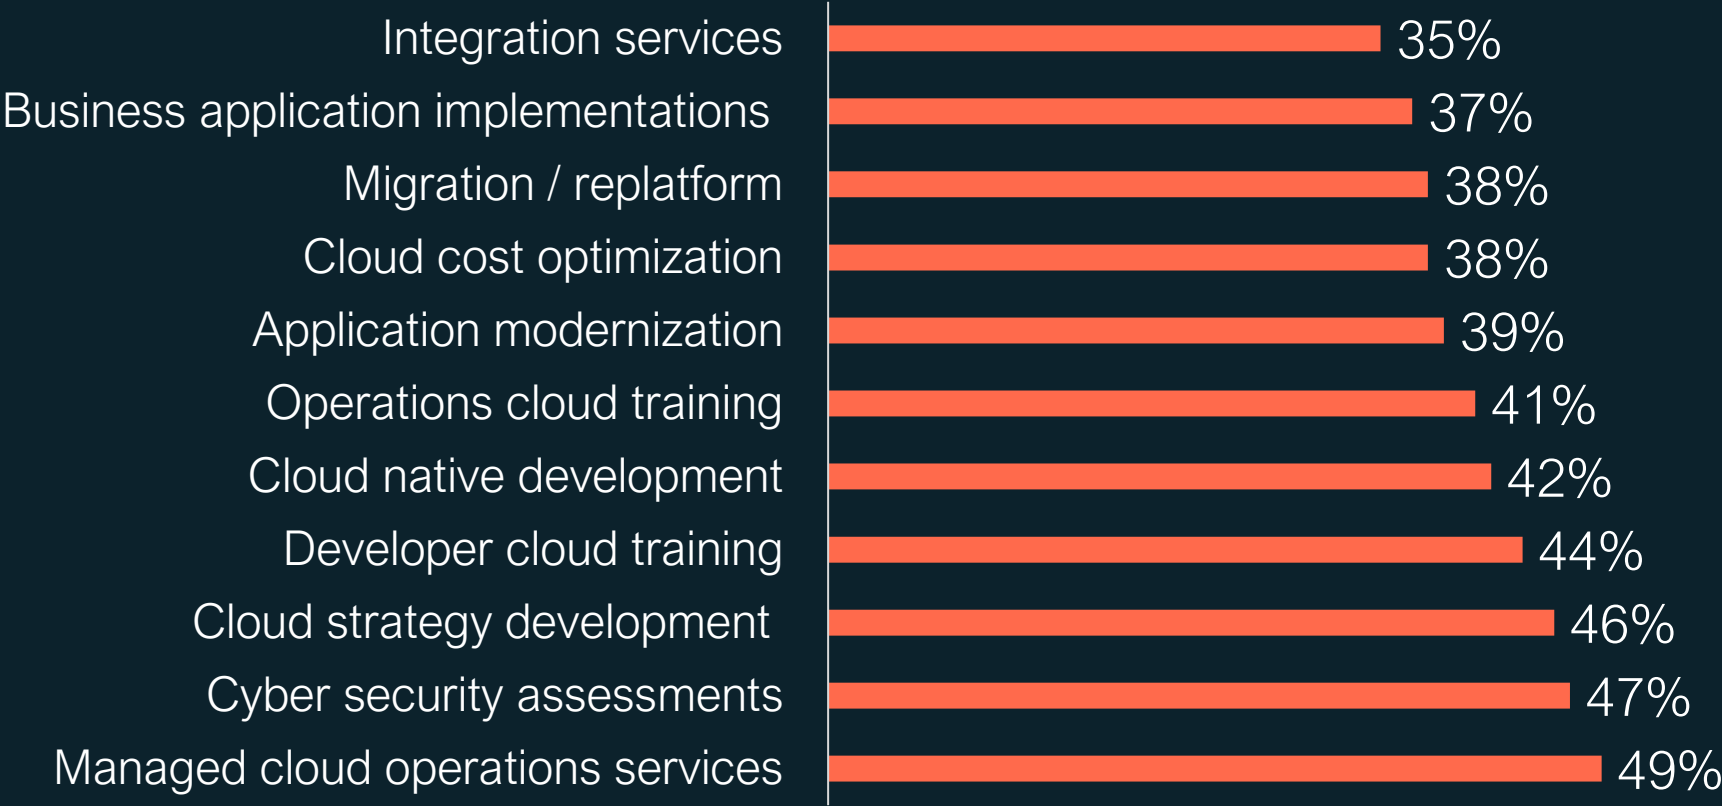 Integration services 35%
Business application implementations 37%
Migration / replatform 38%
Cloud cost optimization 38%
Application modernization 39%
Operations cloud training 41%
Cloud native development 42%
Developer cloud training 44%
Cloud strategy development 46%
Cyber security assessments 47%
Managed cloud operations services 49%